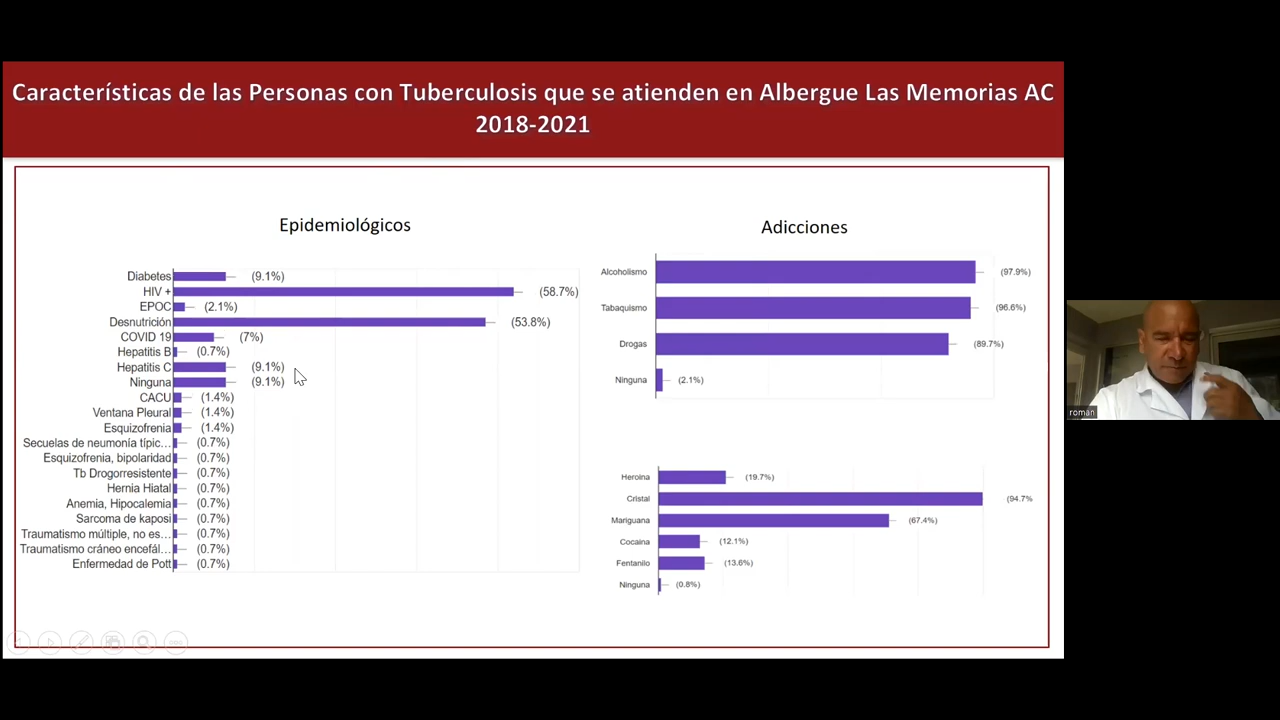 Características de las Personas con Tuberculosis que se atienden en Albergue Las Memorias AC
2018-2021
Epidemiológicos
Diabetes (9.1%)
HIV + (58.7%)
EPOC (2.1%)
Desnutrición (53.8%)
COVID 19 (7%)
Hepatitis B (0.7%)
Hepatitis C (9.1%)
Ninguna (9.1%)
CACU (1.4%)
Ventana Pleural (1.4%)
Esquizofrenia (1.4%)
Secuelas de neumonía típic... (0.7%)
Esquizofrenia, bipolaridad (0.7%)
Tb Drogorresistente (0.7%)
Hernia Hiatal (0.7%)
Anemia, Hipocalemia (0.7%)
Sarcoma de kaposi (0.7%)
Traumatismo múltiple, no es... (0.7%)
Traumatismo cráneo encefál... (0.7%)
Enfermedad de Pott (0.7%)
Adicciones
Alcoholismo (97.9%)
Tabaquismo (96.6%)
Drogas (89.7%)
Ninguna (2.1%)
Heroina (19.7%)
Cristal (94.7%
Mariguana (67.4%)
Cocaina (12.1%)
Fentanilo (13.6%)
Ninguna (0.8%)
roman